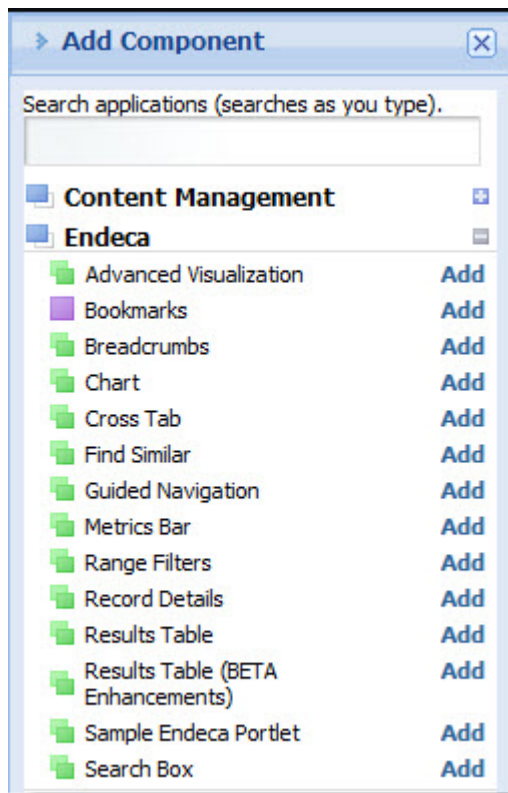 Add Component
Search applications (searches as you type).
Content Management
Endeca
Advanced Visualization Add
Bookmarks Add
Breadcrumbs Add
Chart Add
Cross Tab Add
Find Similar Add
Guided Navigation Add
Metrics Bar Add
Range Filters Add
Record Details Add
Results Table Add
Results Table (BETA Add
Enhancements)
Sample Endeca Portlet Add
Search Box Add